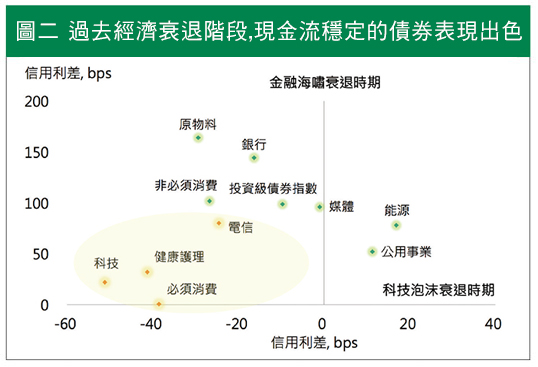 圖二 過去經濟衰退階段,現金流穩定的債券表現出色
信用利差, bps
金融海嘯衰退時期
200
原物料
銀行
150
非必須消費
投資級債券指數
媒體
能源
100
電信
公用事業
50
健康護理
科技
必須消費
科技泡沫衰退時期
0
-60
-40
-20
0
20
40
信用利差, bps